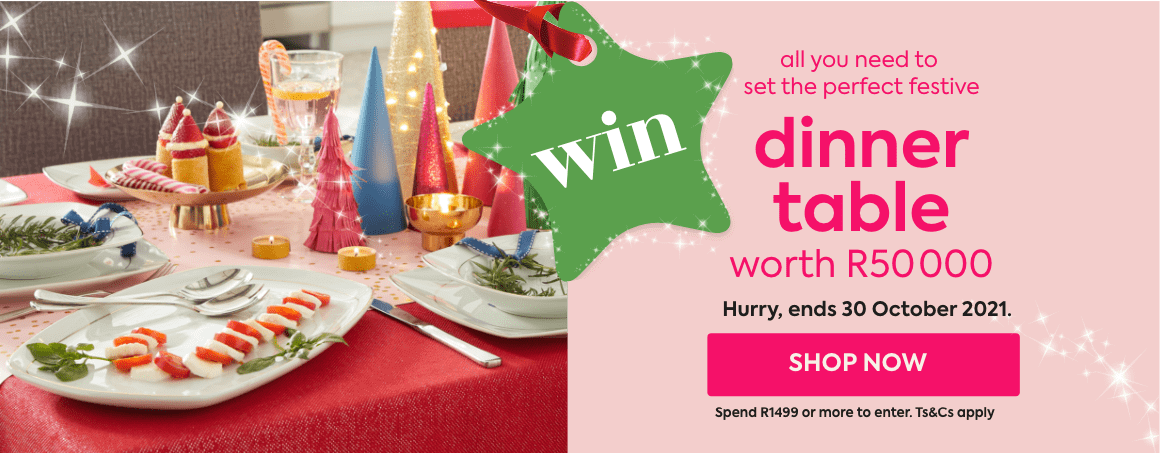 win
all you need to
set the perfect festive
dinner
table
worth R50 000
Hurry, ends 30 October 2021.
SHOP NOW
Spend R1499 or more to enter. Ts&Cs apply